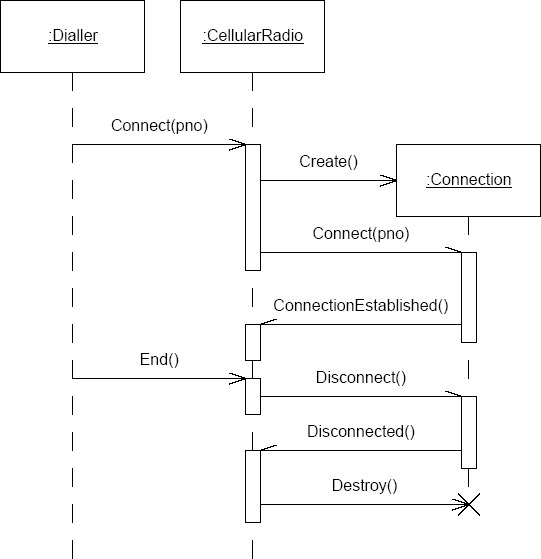 :Dialler
:CellularRadio
Connect(pno)
Create()
:Connection
Connect(pno)
ConnectionEstablished()
End()
Disconnect()
Disconnected()
Destroy()